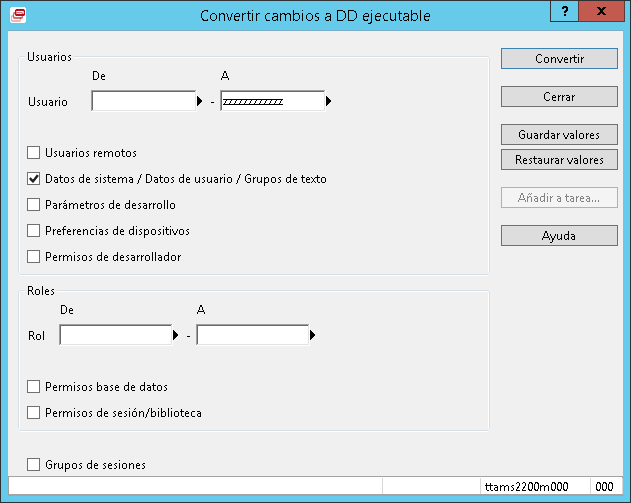 Convertir cambios a DD ejecutable
?
X
Usuarios
De A
Usuario - zzzzzzzzzzzz
Usuarios remotos
Datos de sistema / Datos de usuario / Grupos de texto
Parámetros de desarrollo
Preferencias de dispositivos
Permisos de desarrollador
Roles
De A
Rol -
Permisos base de datos
Permisos de sesión/biblioteca
Grupos de sesiones
Convertir
Cerrar
Guardar valores
Restaurar valores
Añadir a tarea...
Ayuda
ttams2200m000 000